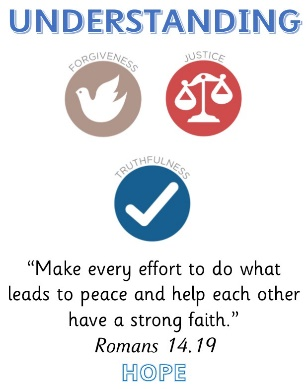 UNDERSTANDING
FORGIVENESS
JUSTICE
TRUTHFULNESS
“Make every effort to do what
leads to peace and help each other
have a strong faith.”
Romans 14.19
HOPE